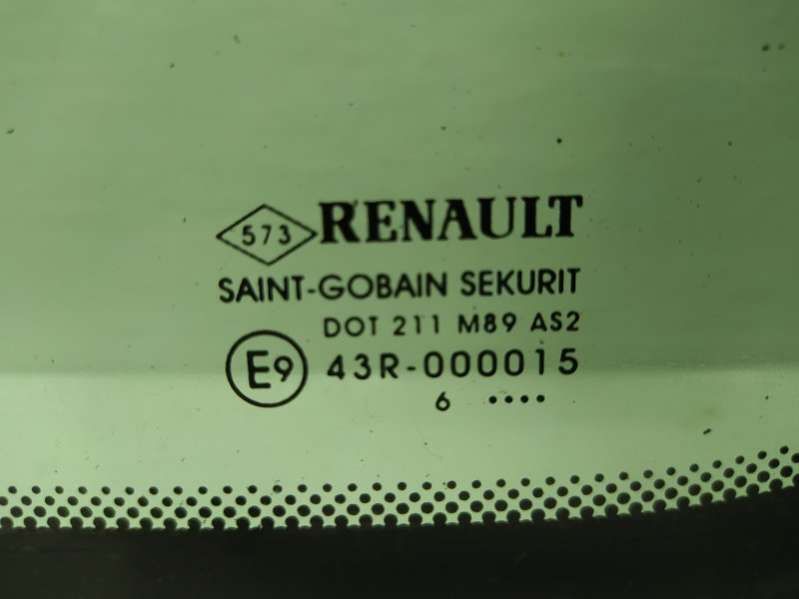 573 RENAULT
SAINT-GOBAIN SEKURIT
DOT 211 M89 AS2
E9 43R-000015
6 ····